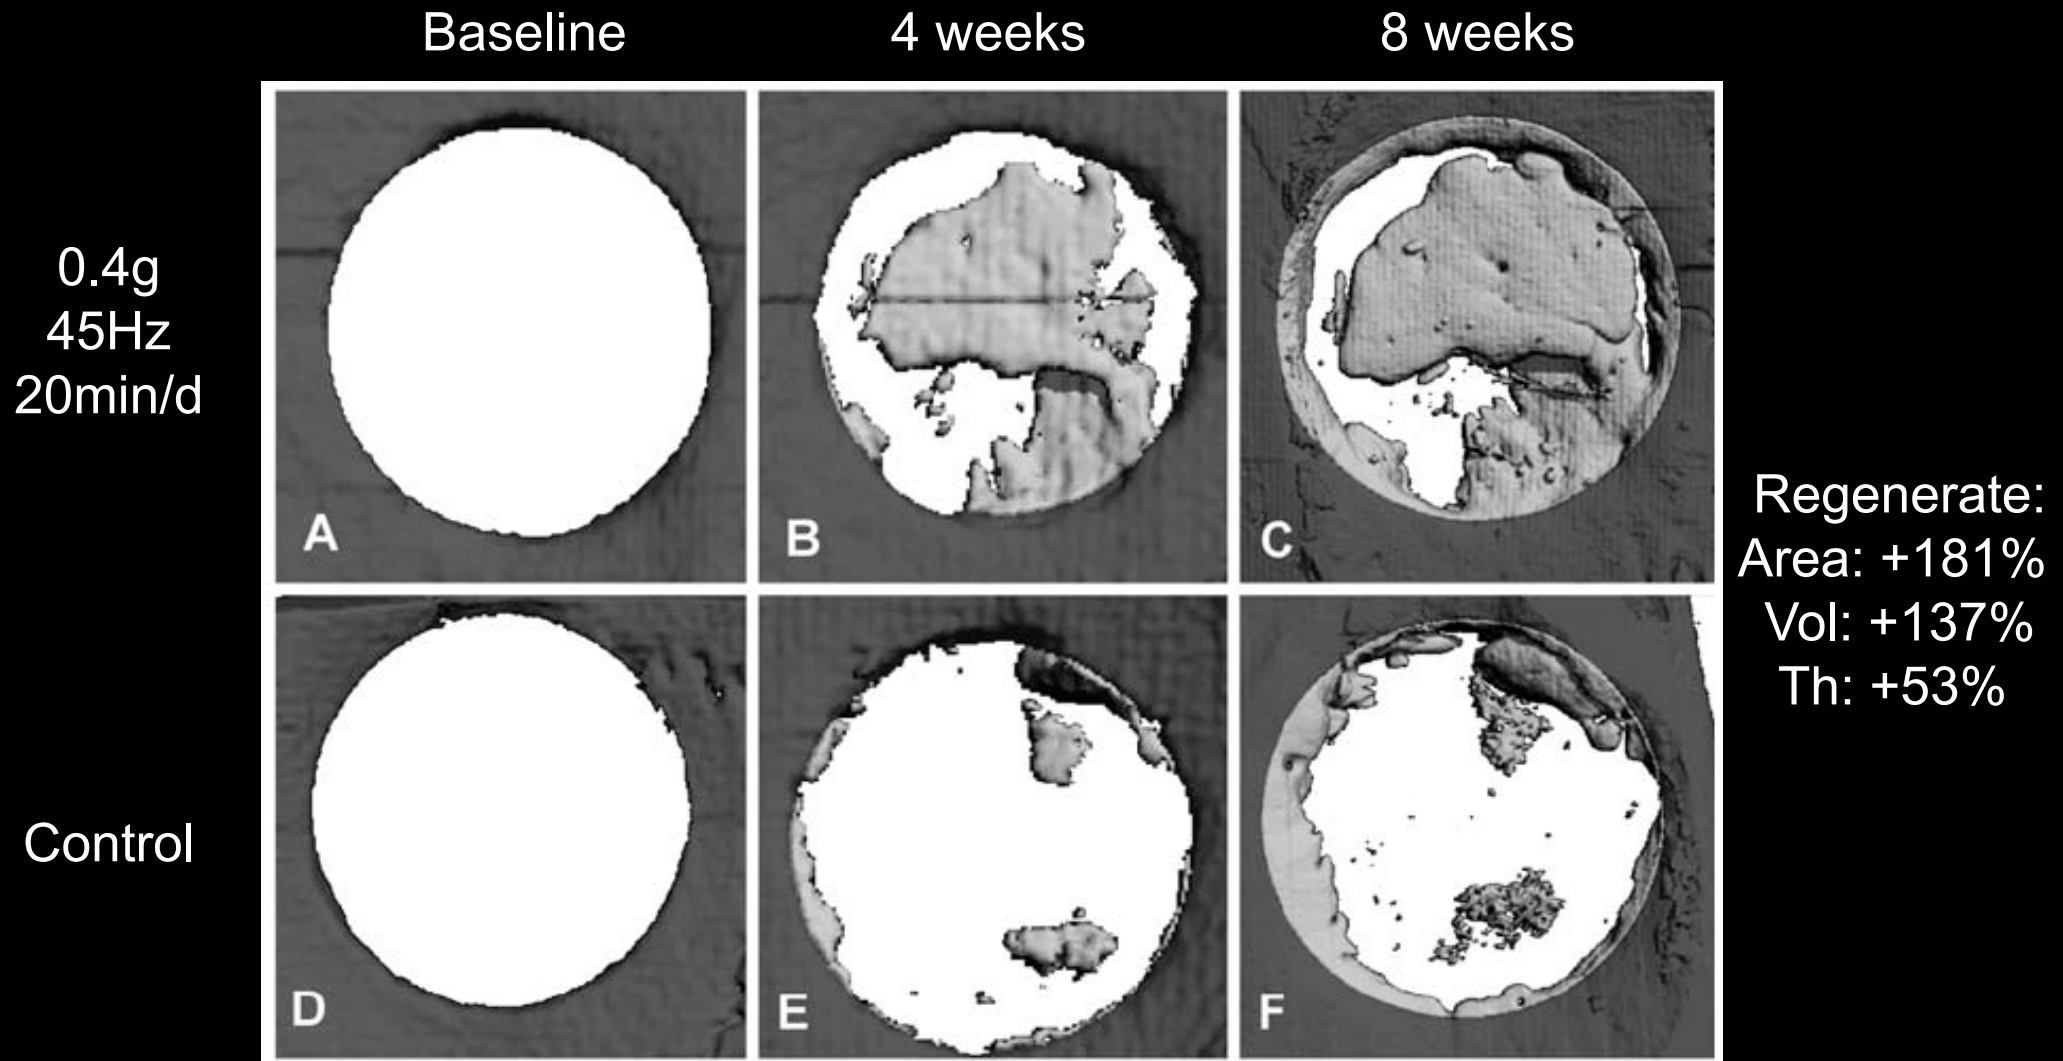 Baseline
4 weeks
8 weeks
0.4g
45Hz
20min/d
A
B
C
Regenerate:
Area: +181%
Vol: +137%
Th: +53%
Control
D
E
F